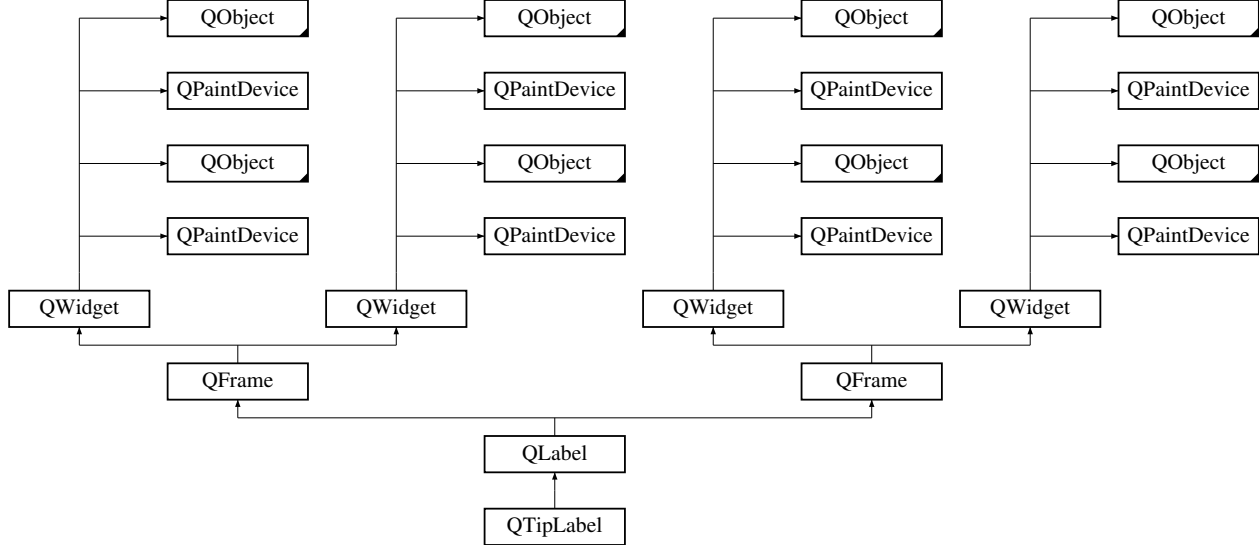 QObject QObject QObject QObject
QPaintDevice QPaintDevice QPaintDevice QPaintDevice
QObject QObject QObject QObject
QPaintDevice QPaintDevice QPaintDevice QPaintDevice
QWidget QWidget QWidget QWidget
QFrame QFrame
QLabel
QTipLabel